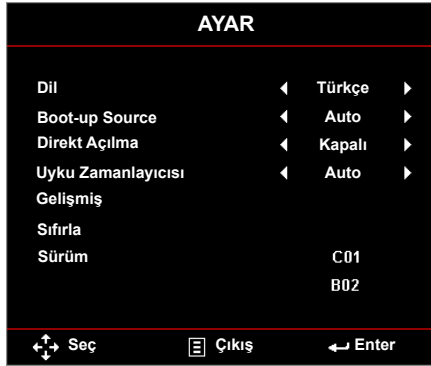 AYAR
Dil Türkçe
Boot-up Source Auto
Direkt Açılma Kapalı
Uyku Zamanlayıcısı Auto
Gelişmiş
Sıfırla
Sürüm C01
B02
Seç Çıkış Enter